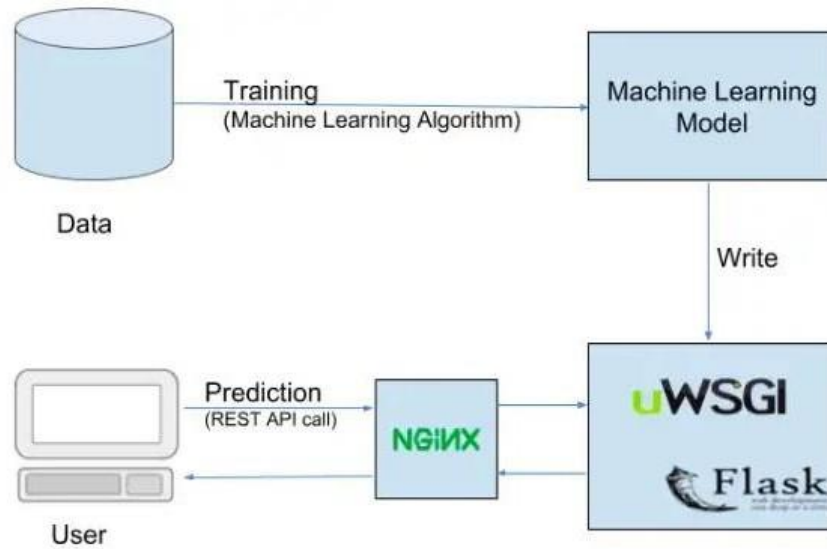 Training
(Machine Learning Algorithm)
Machine Learning
Model
Data
Write
Prediction
(REST API call)
NGiNX
uWSGI
Flask
User